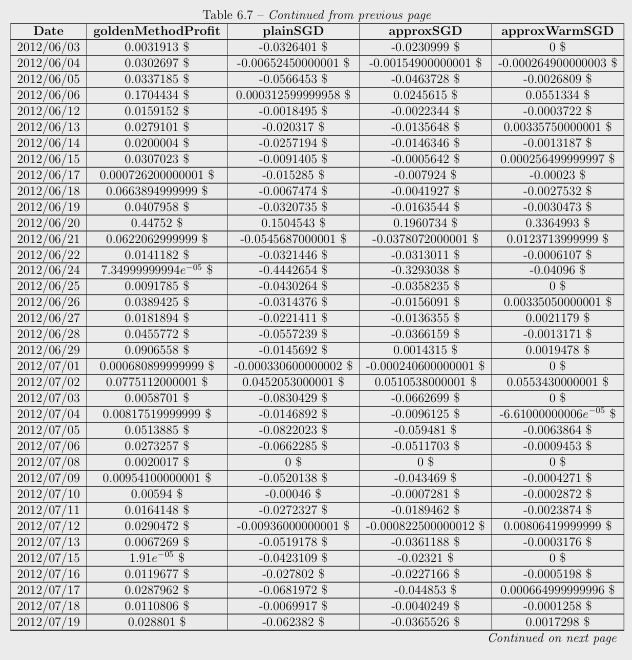 Table 6.7 – Continued from previous page
Date goldenMethodProfit plainSGD approxSGD approxWarmSGD
2012/06/03 0.0031913 $ -0.0326401 $ -0.0230999 $ 0 $
2012/06/04 0.0302697 $ -0.00652450000001 $ -0.00154900000001 $ -0.000264900000003 $
2012/06/05 0.0337185 $ -0.0566453 $ -0.0463728 $ -0.0026809 $
2012/06/06 0.1704434 $ 0.000312599999958 $ 0.0245615 $ 0.0551334 $
2012/06/12 0.0159152 $ -0.0018495 $ -0.0022344 $ -0.0003722 $
2012/06/13 0.0279101 $ -0.020317 $ -0.0135648 $ 0.00335750000001 $
2012/06/14 0.0200004 $ -0.0257194 $ -0.0146346 $ -0.0013187 $
2012/06/15 0.0307023 $ -0.0091405 $ -0.0005642 $ 0.000256499999997 $
2012/06/17 0.000726200000001 $ -0.015285 $ -0.007924 $ -0.00023 $
2012/06/18 0.0663894999999 $ -0.0067474 $ -0.0041927 $ -0.0027532 $
2012/06/19 0.0407958 $ -0.0320735 $ -0.0163544 $ -0.0030473 $
2012/06/20 0.44752 $ 0.1504543 $ 0.1960734 $ 0.3364993 $
2012/06/21 0.0622062999999 $ -0.0545687000001 $ -0.0378072000001 $ 0.0123713999999 $
2012/06/22 0.0141182 $ -0.0321446 $ -0.0313011 $ -0.0006107 $
2012/06/24 7.34999999994e⁻⁰⁵ $ -0.4442654 $ -0.3293038 $ -0.04096 $
2012/06/25 0.0091785 $ -0.0430264 $ -0.0358235 $ 0 $
2012/06/26 0.0389425 $ -0.0314376 $ -0.0156091 $ 0.00335050000001 $
2012/06/27 0.0181894 $ -0.0221411 $ -0.0136355 $ 0.0021179 $
2012/06/28 0.0455772 $ -0.0557239 $ -0.0366159 $ -0.0013171 $
2012/06/29 0.0906558 $ -0.0145692 $ 0.0014315 $ 0.0019478 $
2012/07/01 0.000680899999999 $ -0.000330600000002 $ -0.000240600000001 $ 0 $
2012/07/02 0.0775112000001 $ 0.0452053000001 $ 0.0510538000001 $ 0.0553430000001 $
2012/07/03 0.0058701 $ -0.0830429 $ -0.0662699 $ 0 $
2012/07/04 0.00817519999999 $ -0.0146892 $ -0.0096125 $ -6.61000000006e⁻⁰⁵ $
2012/07/05 0.0513885 $ -0.0822023 $ -0.059481 $ -0.0063864 $
2012/07/06 0.0273257 $ -0.0662285 $ -0.0511703 $ -0.0009453 $
2012/07/08 0.0020017 $ 0 $ 0 $ 0 $
2012/07/09 0.00954100000001 $ -0.0520138 $ -0.043469 $ -0.0004271 $
2012/07/10 0.00594 $ -0.00046 $ -0.0007281 $ -0.0002872 $
2012/07/11 0.0164148 $ -0.0272327 $ -0.0189462 $ -0.0023874 $
2012/07/12 0.0290472 $ -0.00936000000001 $ -0.000822500000012 $ 0.00806419999999 $
2012/07/13 0.0067269 $ -0.0519178 $ -0.0361188 $ -0.0003176 $
2012/07/15 1.91e⁻⁰⁵ $ -0.0423109 $ -0.02321 $ 0 $
2012/07/16 0.0119677 $ -0.027802 $ -0.0227166 $ -0.0005198 $
2012/07/17 0.0287962 $ -0.0681972 $ -0.044853 $ 0.000664999999996 $
2012/07/18 0.0110806 $ -0.0069917 $ -0.0040249 $ -0.0001258 $
2012/07/19 0.028801 $ -0.062382 $ -0.0365526 $ 0.0017298 $
Continued on next page